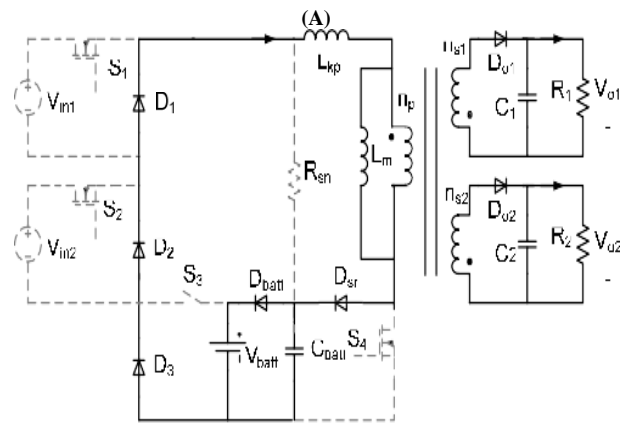 (A)
S1
Lkp
ns1
Do1
Vin1
D1
np
C1
R1
Vo1
-
Lm
Rsn
S2
ns2
Do2
Vin2
D2
C2
R2
Vo2
-
S3
Dbatt
Dsr
Vbatt
Cbatt
S4
D3